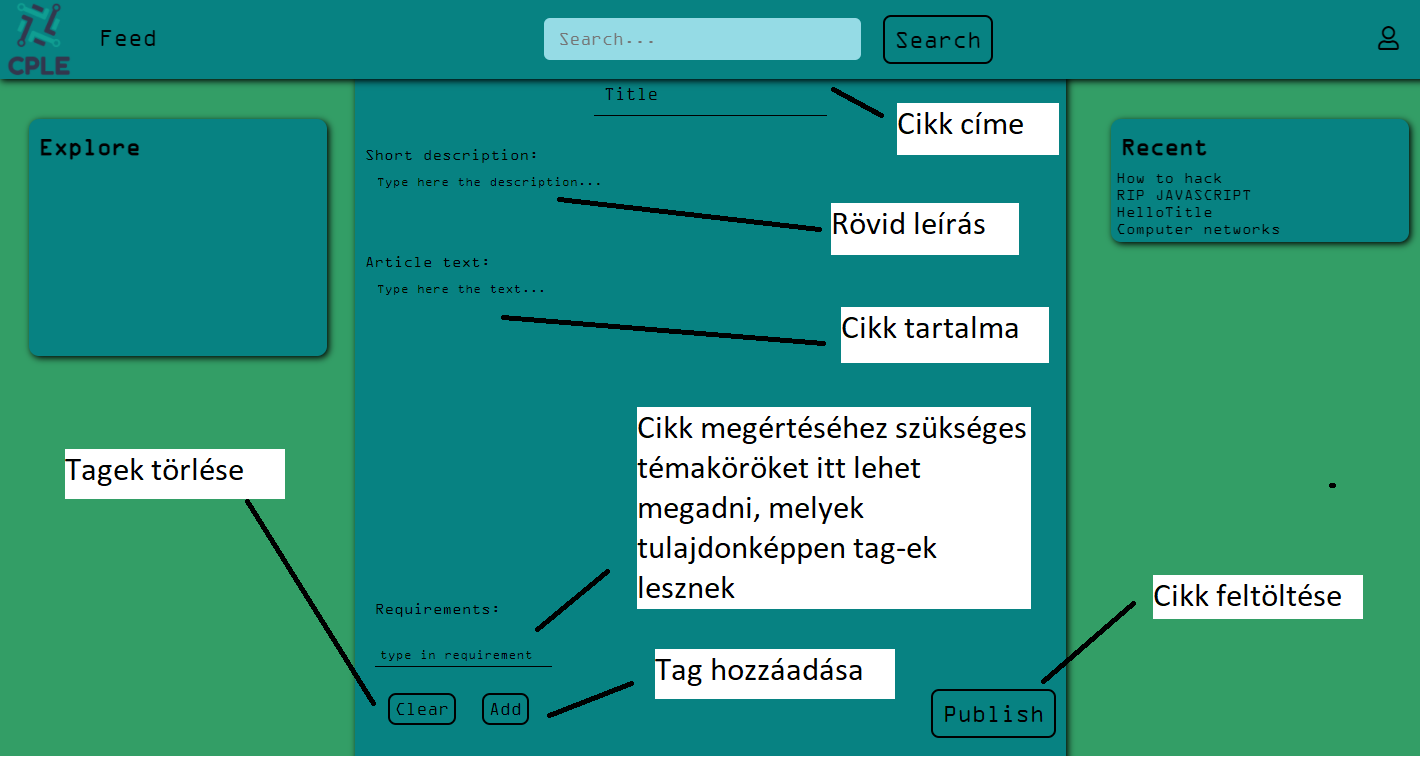 CPLE
Feed
Search...
Search
Explore
Title
Cikk címe
Short description:
Type here the description...
Rövid leírás
Article text:
Type here the text...
Cikk tartalma
Recent
How to hack
RIP JAVASCRIPT
HelloTitle
Computer networks
Tagek törlése
Cikk megértéséhez szükséges
témaköröket itt lehet
megadni, melyek
tulajdonképpen tag-ek
lesznek
Requirements:
type in requirement
Tag hozzáadása
Clear
Add
Cikk feltöltése
Publish